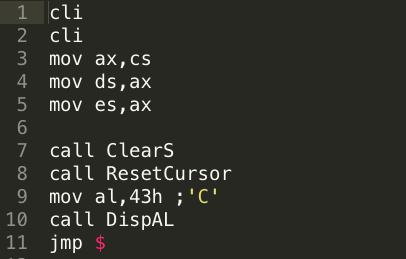 1 cli
2 cli
3 mov ax,cs
4 mov ds,ax
5 mov es,ax
6
7 call ClearS
8 call ResetCursor
9 mov al,43h ;'C'
10 call DispAL
11 jmp $